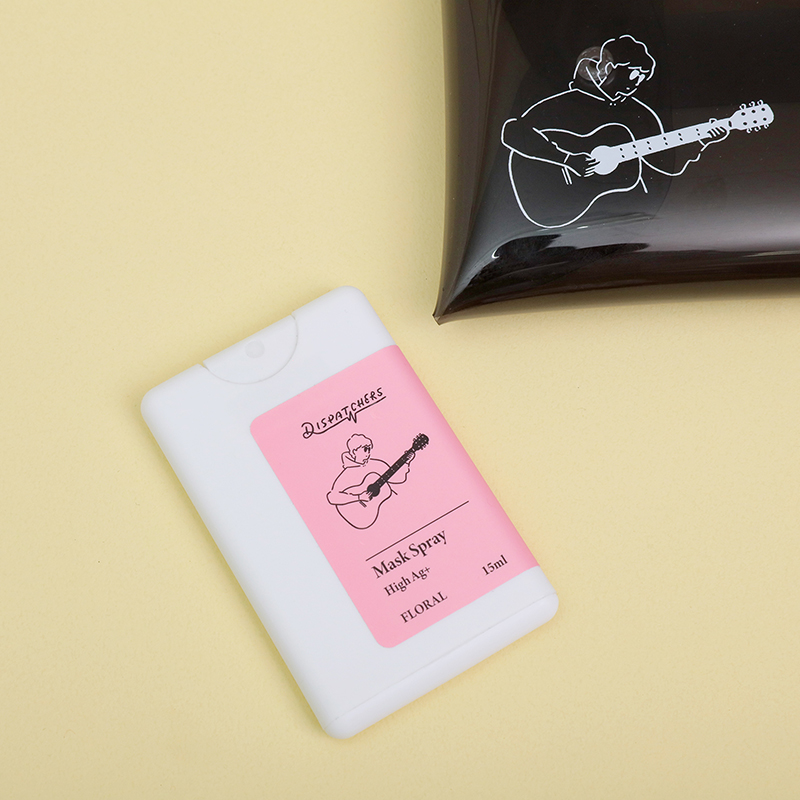 DISPATCHERS
Mask Spray
High Ag+ 15ml
FLORAL